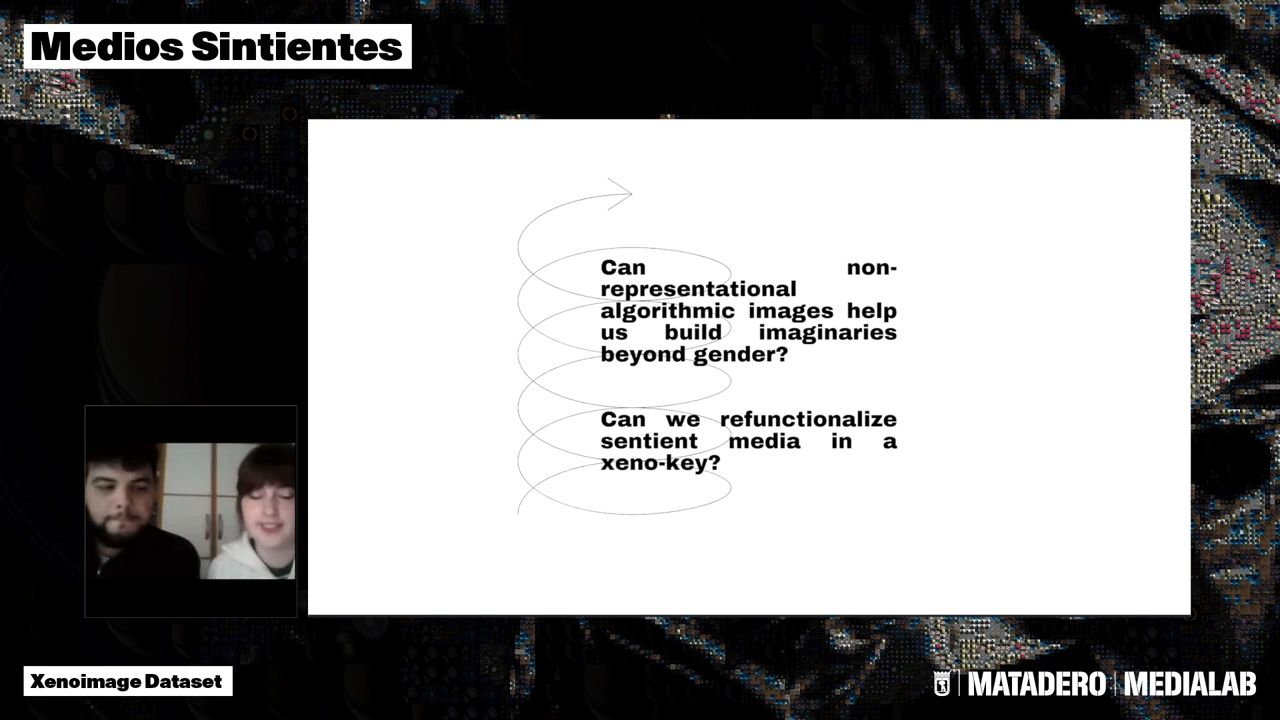 Medios Sintientes
Can non-
representational
algorithmic images help
us build imaginaries
beyond gender?
Can we refunctionalize
sentient media in a
xeno-key?
Xenoimage Dataset
MATADERO MEDIALAB